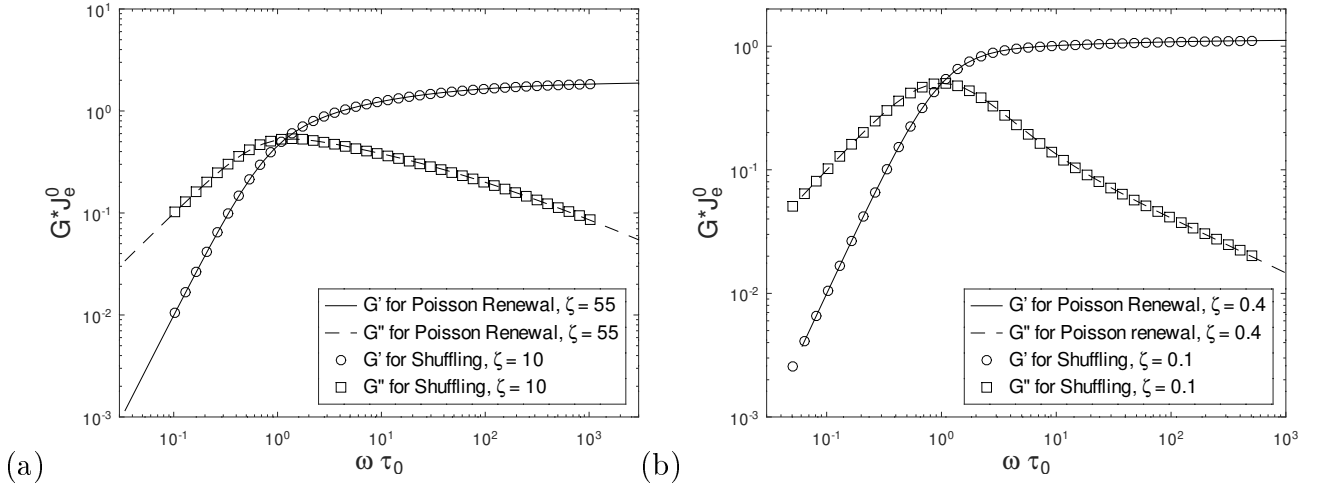 10^1
10^0
10^-1
10^-2
10^-3
G*J_e^0
10^-1
10^0
10^1
10^2
10^3
ω τ_0
G' for Poisson Renewal, ζ = 55
G" for Poisson Renewal, ζ = 55
G' for Shuffling, ζ = 10
G" for Shuffling, ζ = 10
(a)
10^0
10^-1
10^-2
10^-3
G*J_e^0
10^-1
10^0
10^1
10^2
10^3
ω τ_0
G' for Poisson Renewal, ζ = 0.4
G" for Poisson renewal, ζ = 0.4
G' for Shuffling, ζ = 0.1
G" for Shuffling, ζ = 0.1
(b)